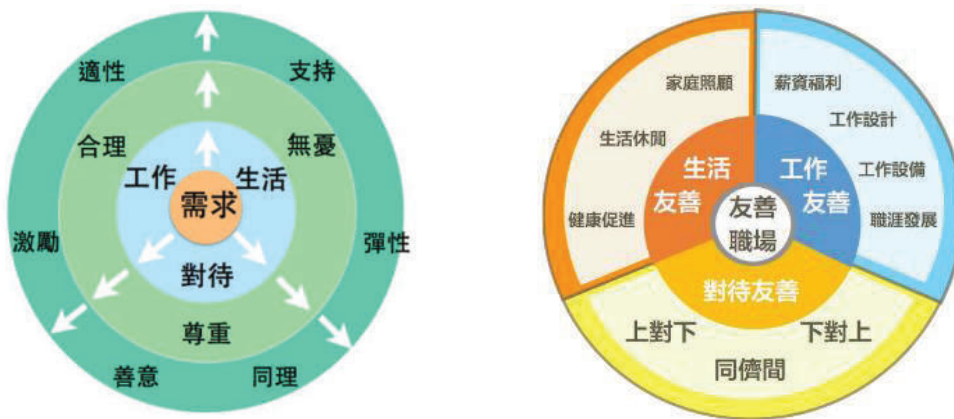 適性
支持
合理
無憂
工作
生活
需求
激勵
彈性
對待
尊重
善意
同理
家庭照顧
薪資福利
生活休閒
工作設計
健康促進
工作設備
職涯發展
生活
友善
工作
友善
友善
職場
對待友善
上對下
下對上
同儕間